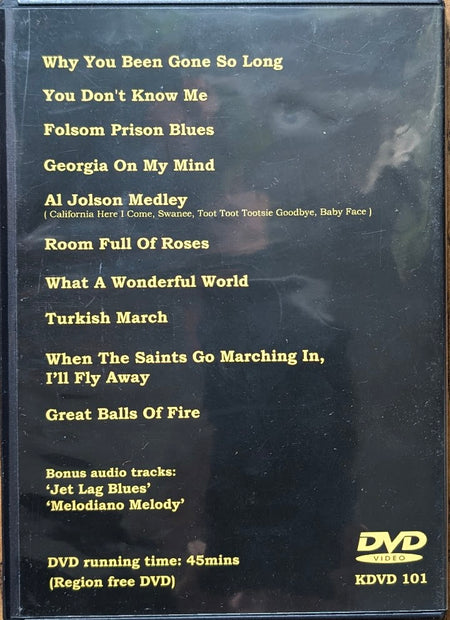 Why You Been Gone So Long
You Don't Know Me
Folsom Prison Blues
Georgia On My Mind
Al Jolson Medley
( California Here I Come, Swanee, Toot Toot Tootsie Goodbye, Baby Face )
Room Full Of Roses
What A Wonderful World
Turkish March
When The Saints Go Marching In,
I’ll Fly Away
Great Balls Of Fire
Bonus audio tracks:
‘Jet Lag Blues’
‘Melodiano Melody’
DVD running time: 45mins
(Region free DVD)
DVD
VIDEO
KDVD 101